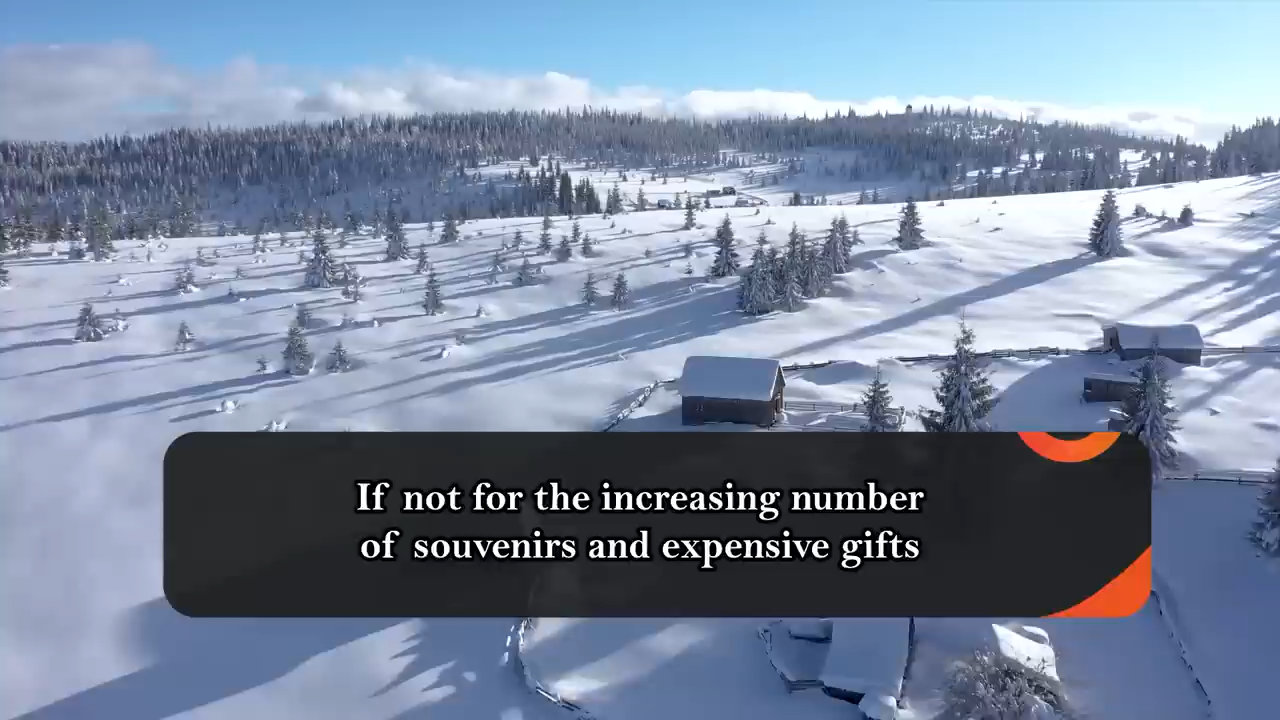 If not for the increasing number
of souvenirs and expensive gifts